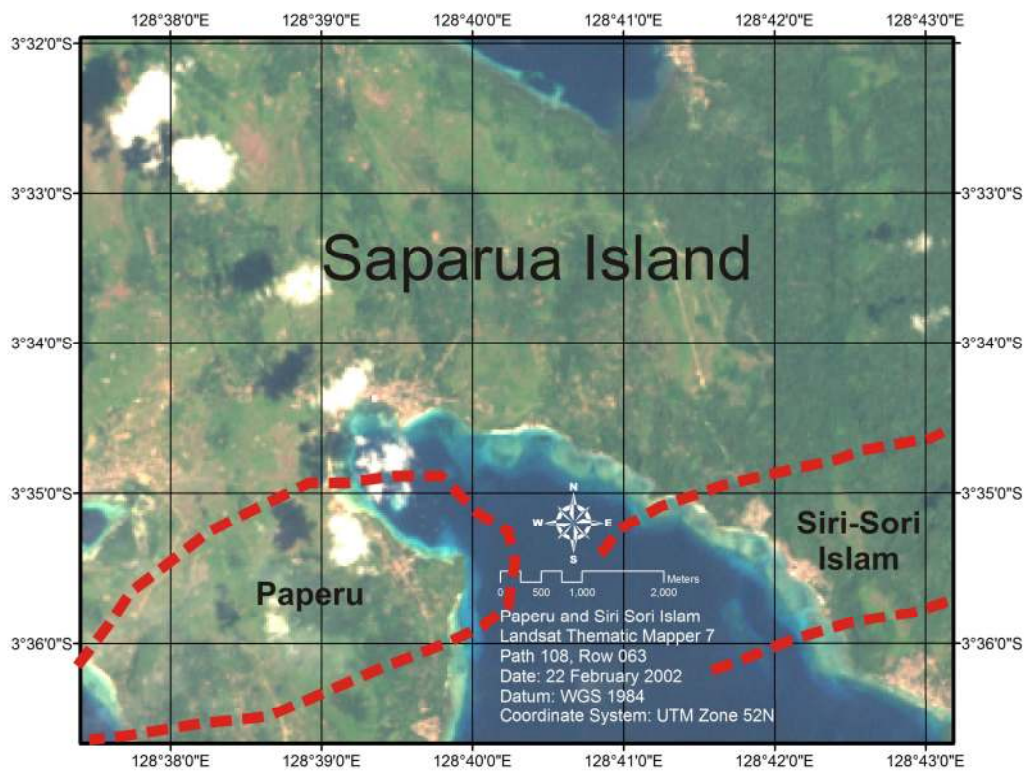 128°38'0"E 128°39'0"E 128°40'0"E 128°41'0"E 128°42'0"E 128°43'0"E
3°32'0"S
3°33'0"S 3°33'0"S
Saparua Island
3°34'0"S 3°34'0"S
3°35'0"S 3°35'0"S
N
W E
S
Siri-Sori
Islam
Paperu
Meters
0 500 1,000 2,000
3°36'0"S 3°36'0"S
Paperu and Siri Sori Islam
Landsat Thematic Mapper 7
Path 108, Row 063
Date: 22 February 2002
Datum: WGS 1984
Coordinate System: UTM Zone 52N
128°38'0"E 128°39'0"E 128°40'0"E 128°41'0"E 128°42'0"E 128°43'0"E